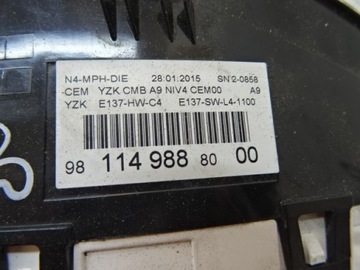 N4-MPH-DIE 28:01:2015 SN 2-0858
CEM YZK CMB A9 NIV4 CEM00 A9
YZK E137-HW-C4 E137-SW-L4-1100
98 114 988 80 00